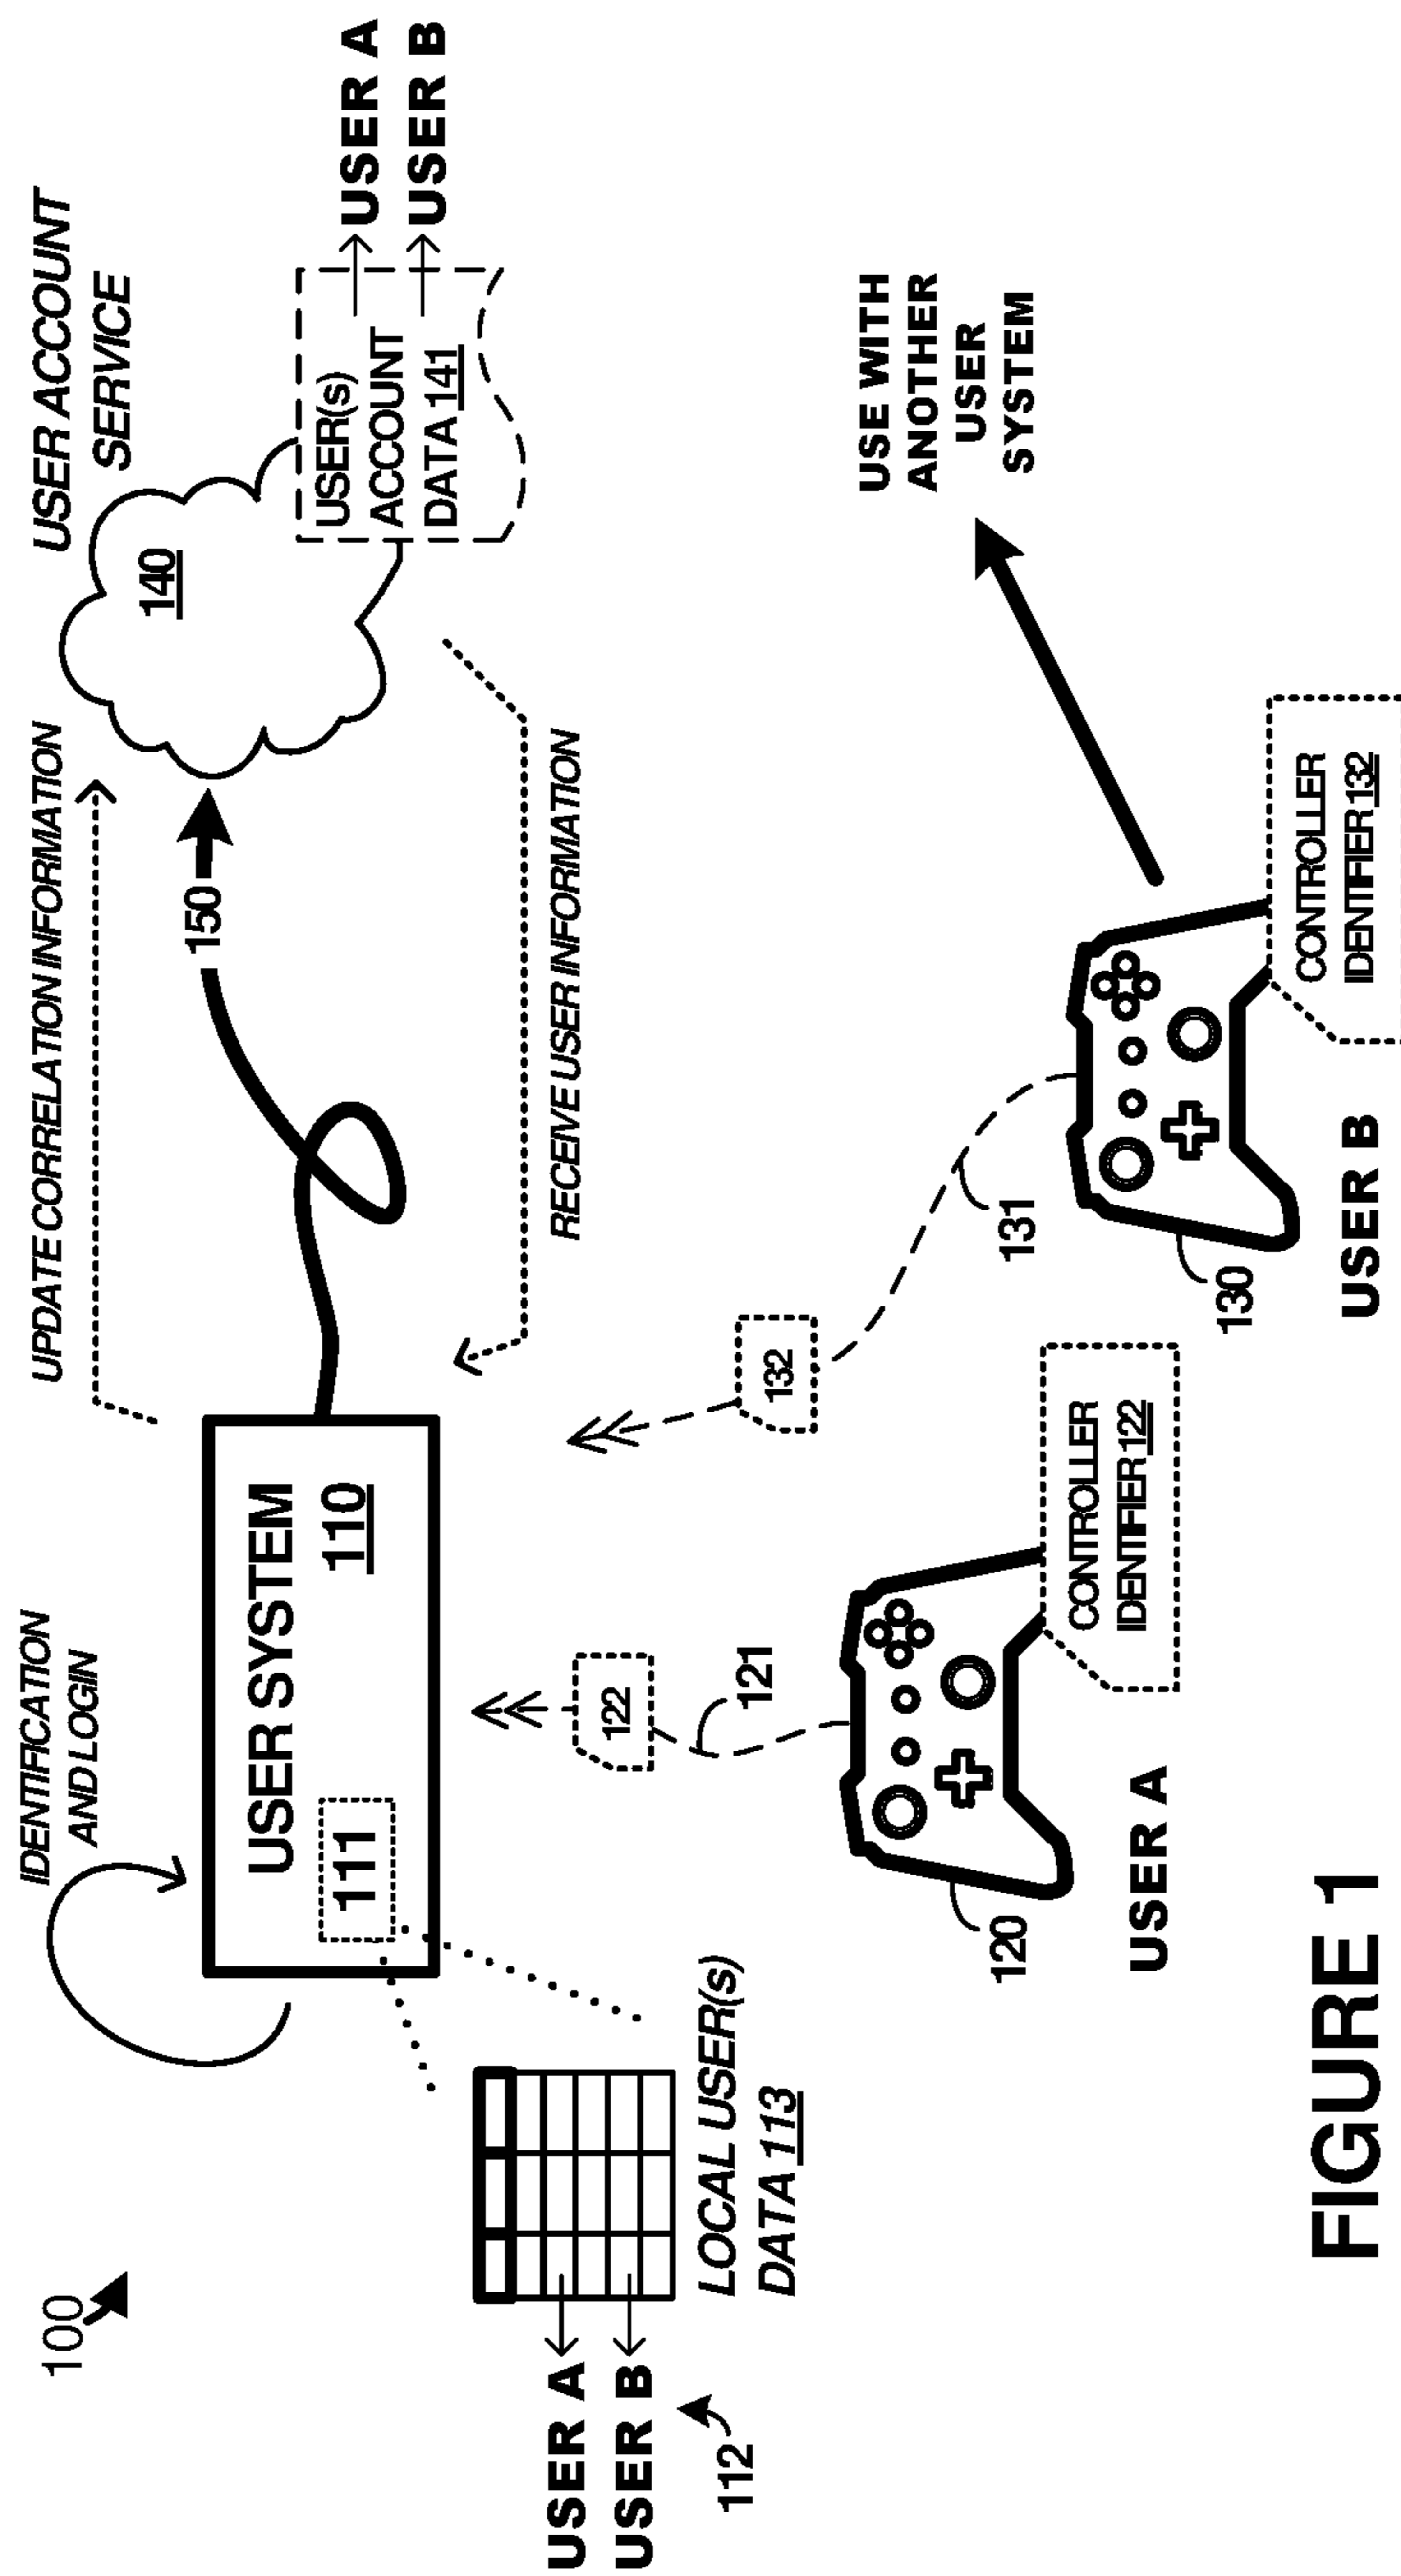 100
IDENTIFICATION
AND LOGIN
UPDATE CORRELATION INFORMATION
USER ACCOUNT
SERVICE
USER SYSTEM
110
111
150
140
USER(s)
ACCOUNT
DATA 141
USER A
USER B
RECEIVE USER INFORMATION
USER A
USER B
112
LOCAL USER(s)
DATA 113
122
121
132
131
USE WITH
ANOTHER
USER
SYSTEM
120
CONTROLLER
IDENTIFIER 122
USER A
130
CONTROLLER
IDENTIFIER 132
USER B
FIGURE 1